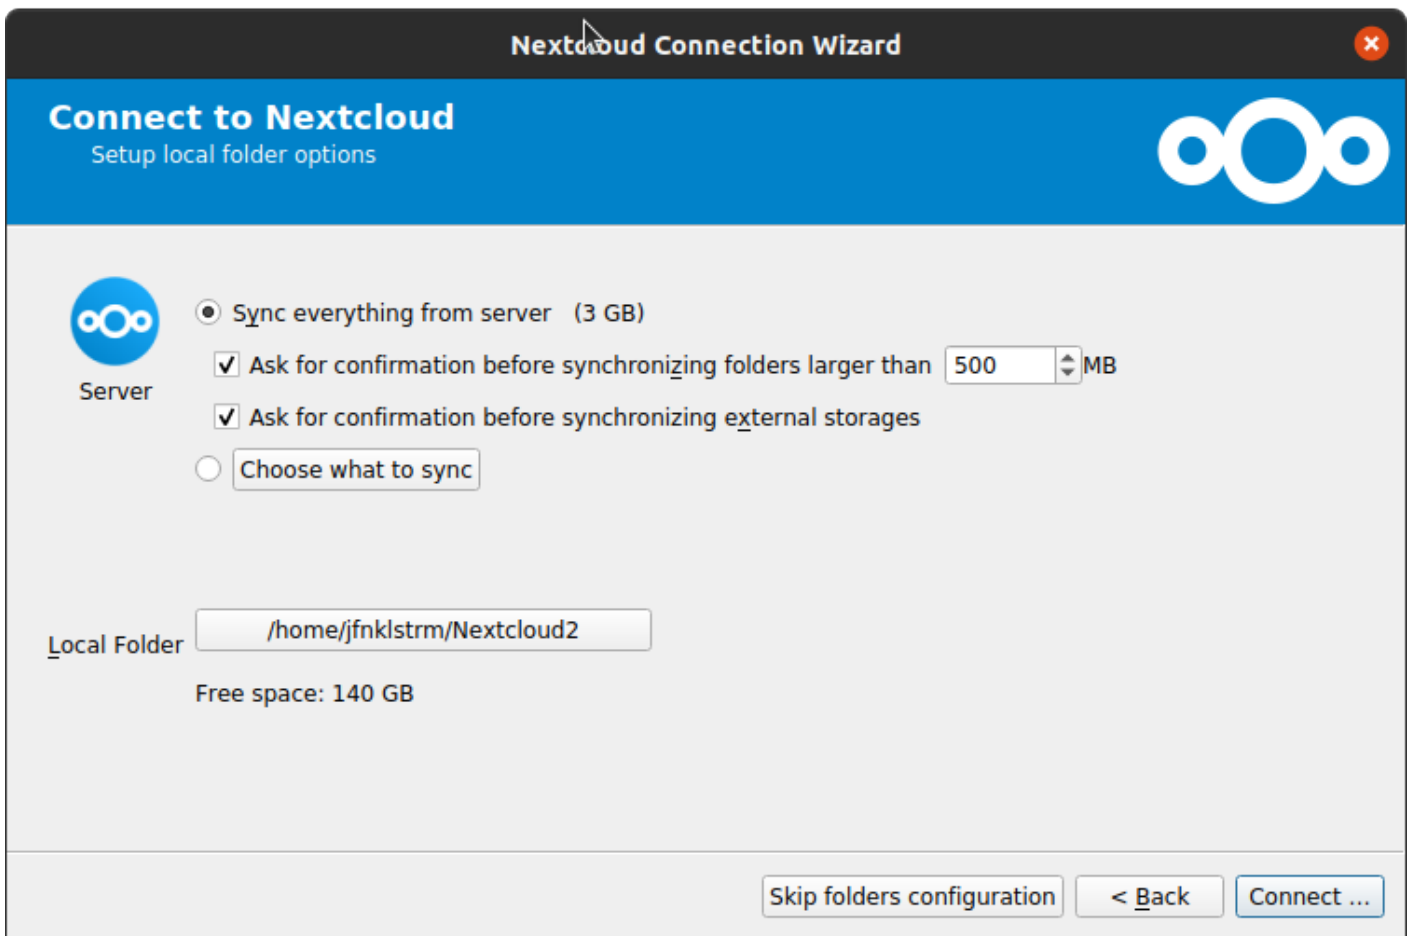 Nextcloud Connection Wizard
Connect to Nextcloud
Setup local folder options
Sync everything from server (3 GB)
Ask for confirmation before synchronizing folders larger than 500 MB
Server
Ask for confirmation before synchronizing external storages
Choose what to sync
Local Folder /home/jfnklstrm/Nextcloud2
Free space: 140 GB
Skip folders configuration < Back Connect ...